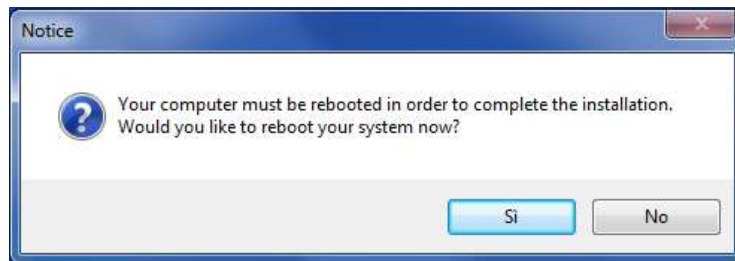 Notice
Your computer must be rebooted in order to complete the installation.
Would you like to reboot your system now?
Sì
No